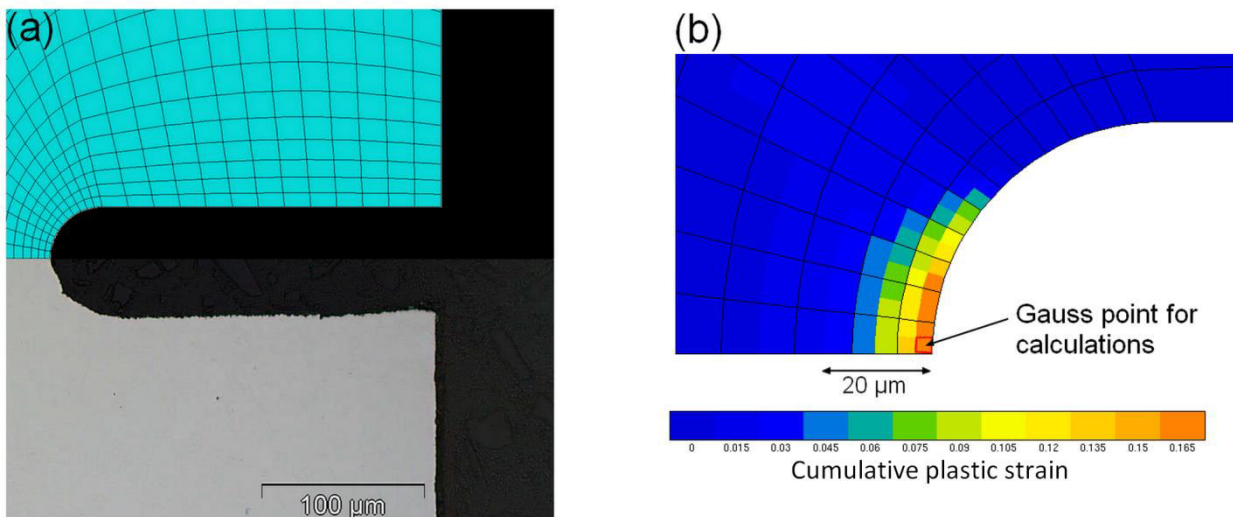 (a)
100 µm
(b)
Gauss point for
calculations
20 µm
0 0.015 0.03 0.045 0.06 0.075 0.09 0.105 0.12 0.135 0.15 0.165
Cumulative plastic strain